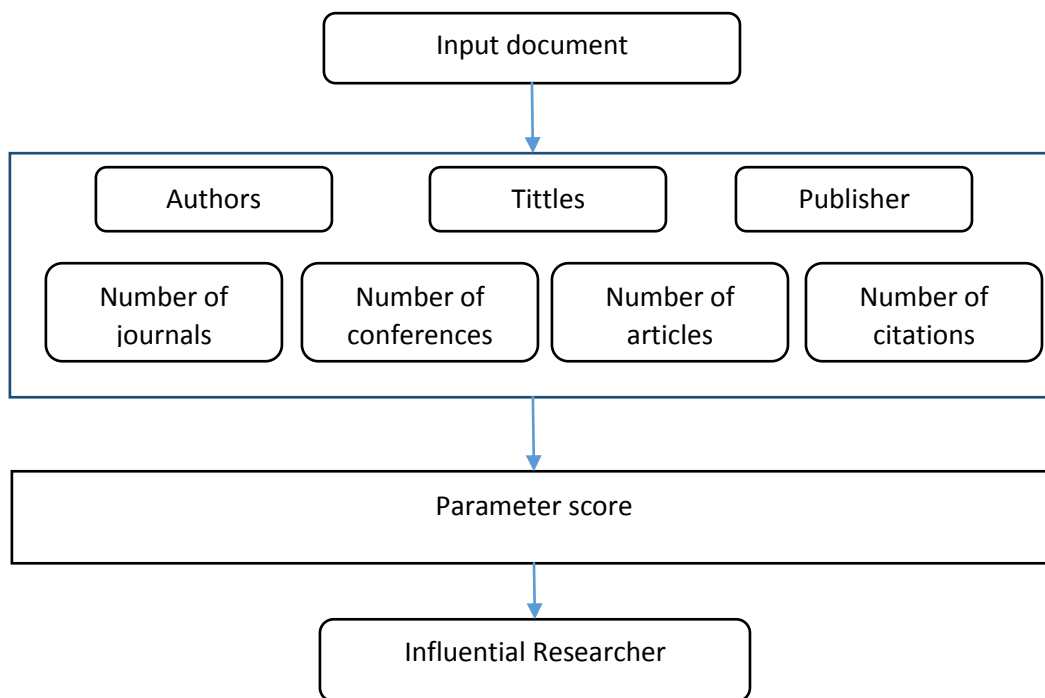 Input document
Authors
Tittles
Publisher
Number of
journals
Number of
conferences
Number of
articles
Number of
citations
Parameter score
Influential Researcher